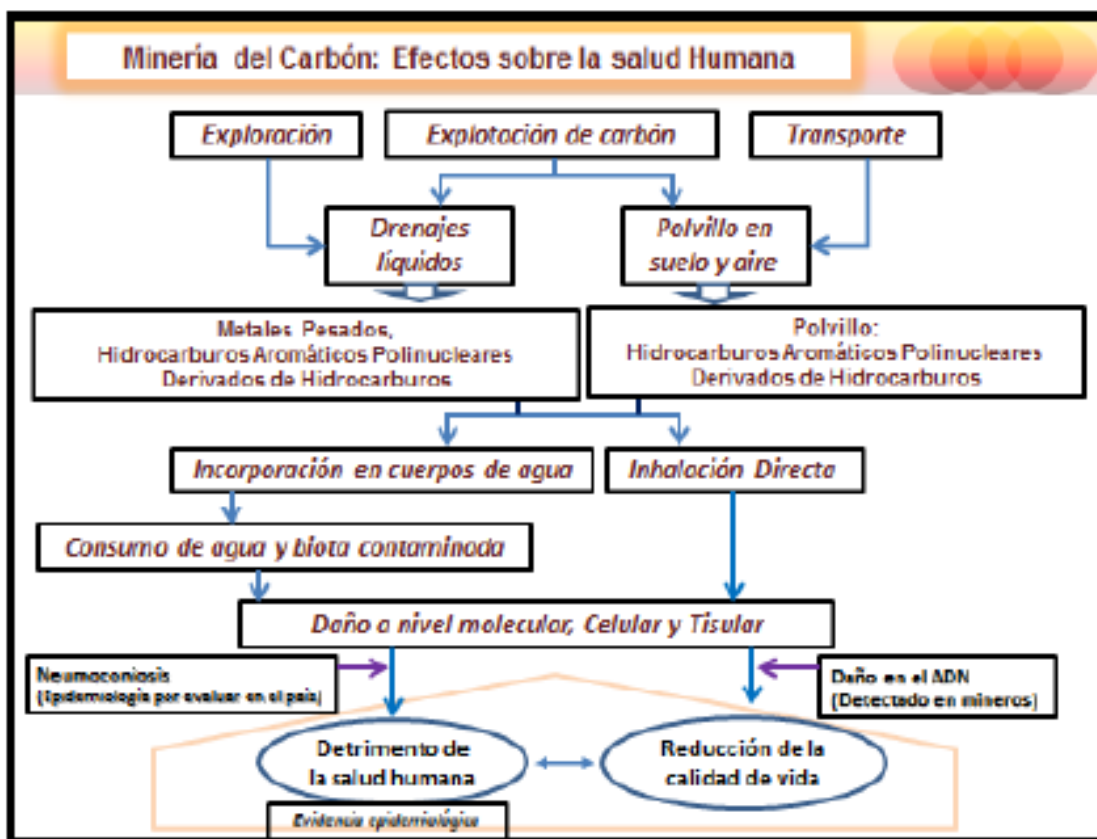 Minería del Carbón: Efectos sobre la salud Humana
Exploración
Explotación de carbón
Transporte
Drenajes
líquidos
Polvillo en
suelo y aire
Metales Pesados,
Hidrocarburos Aromáticos Polinucleares
Derivados de Hidrocarburos
Polvillo:
Hidrocarburos Aromáticos Polinucleares
Derivados de Hidrocarburos
Incorporación en cuerpos de agua
Inhalación Directa
Consumo de agua y biota contaminada
Daño a nivel molecular, Celular y Tisular
Neumoconiosis
(Epidemiología por evaluar en el país)
Daño en el ADN
(Detectado en mineros)
Detrimento de
la salud humana
Reducción de la
calidad de vida
Evidencia epidemiológica